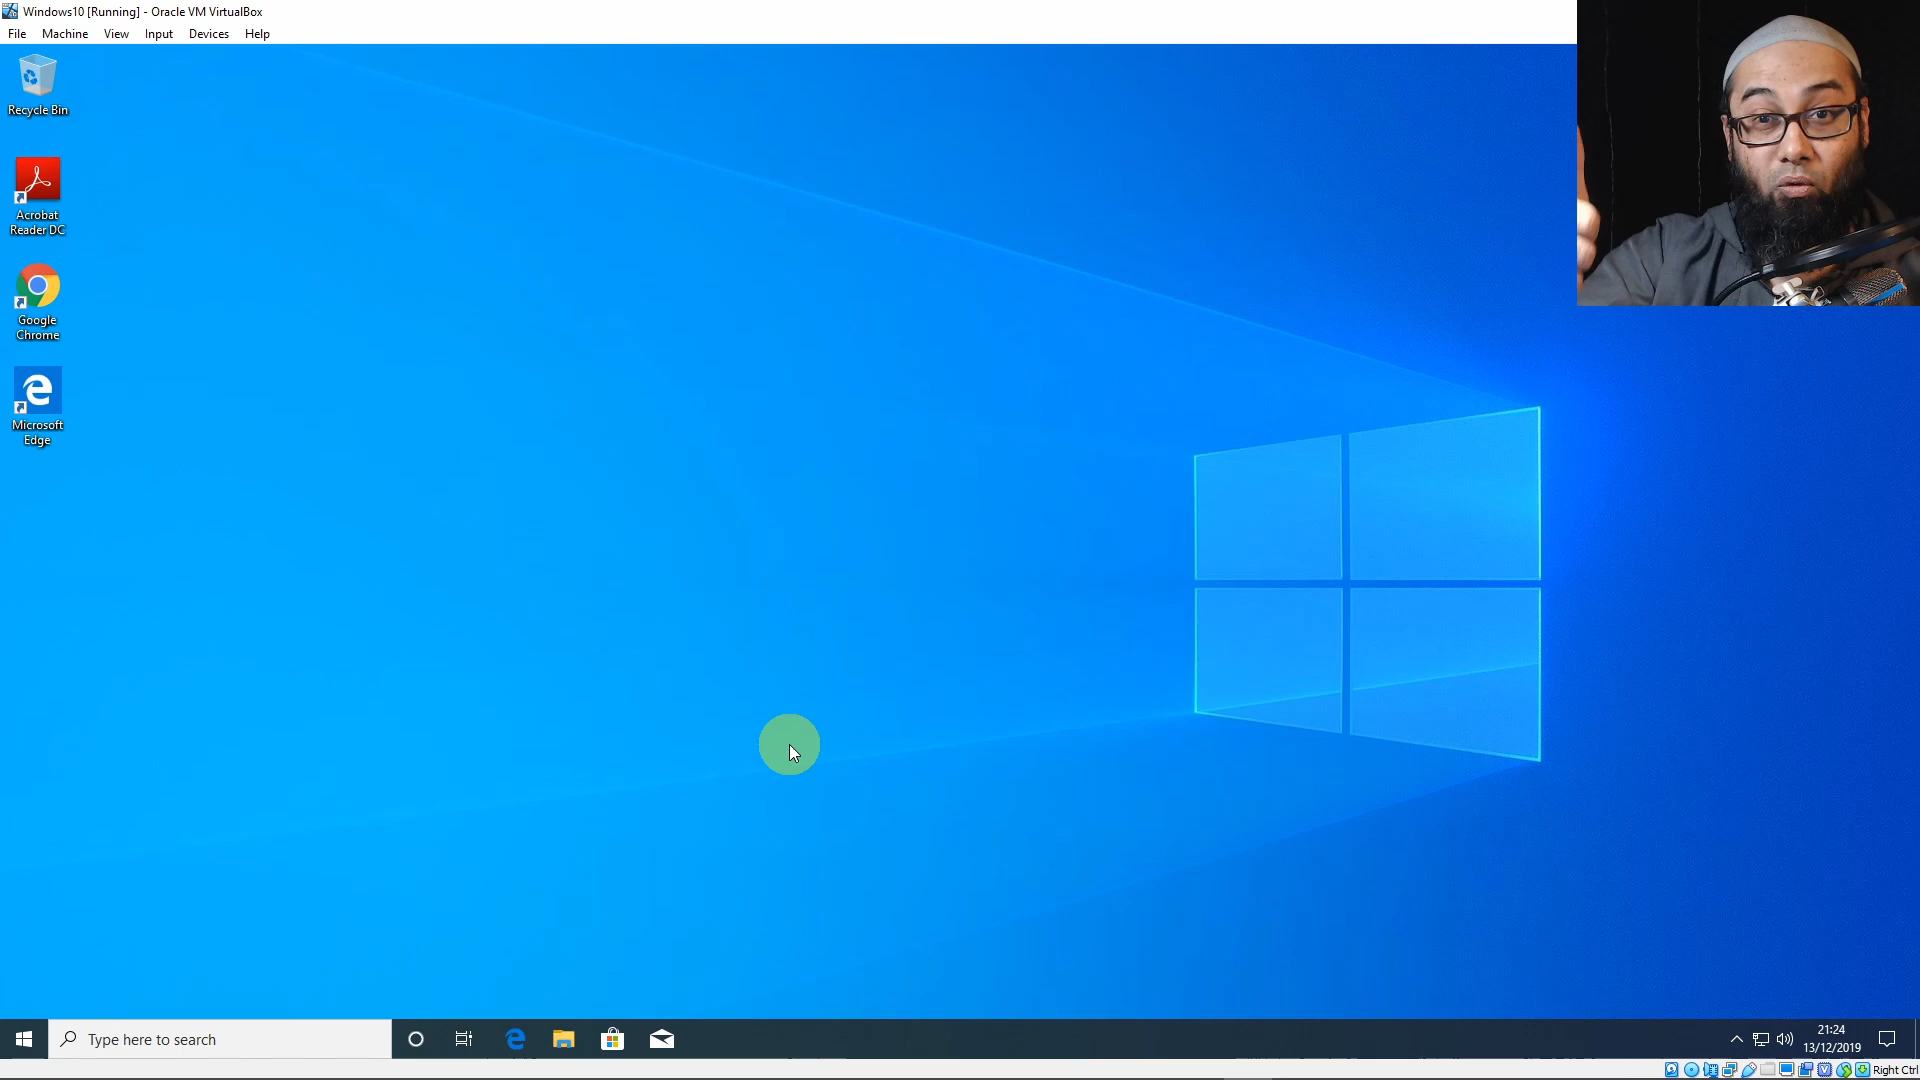 Windows10 [Running] - Oracle VM VirtualBox
File Machine View Input Devices Help
Recycle Bin
Acrobat
Reader DC
Google
Chrome
Microsoft
Edge
Type here to search
21:24
13/12/2019
Right Ctrl